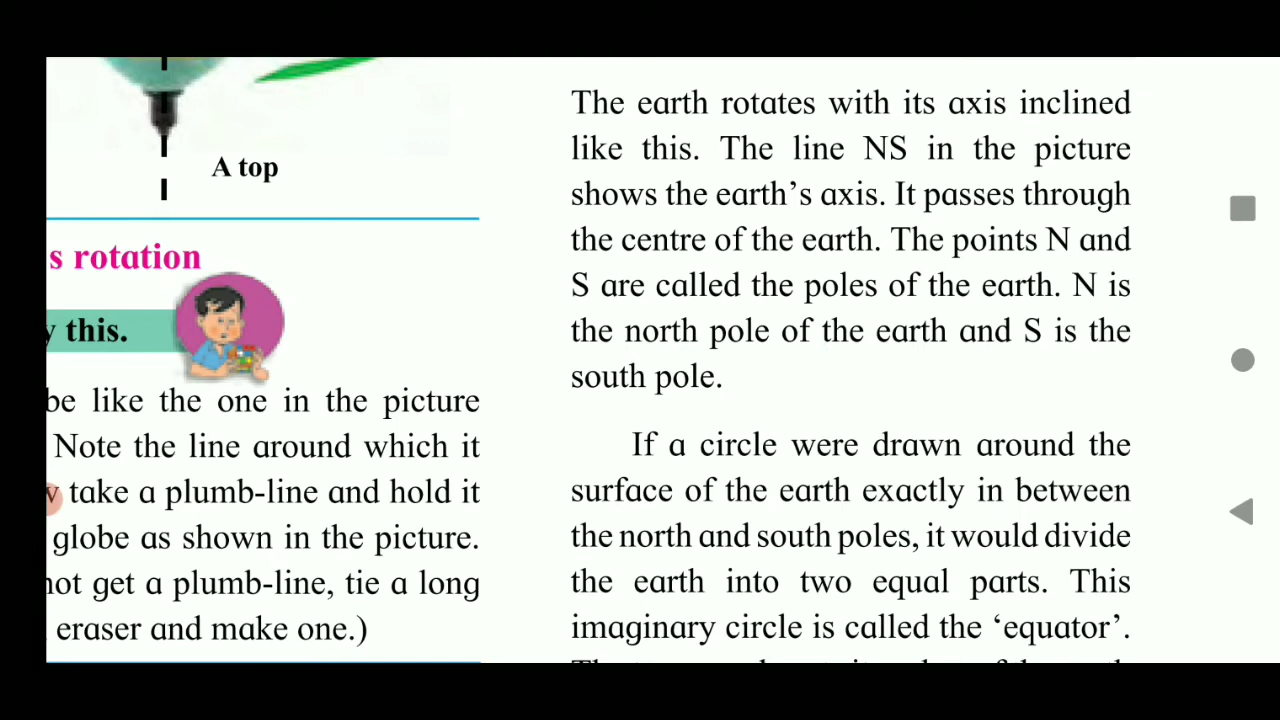 A top
s rotation
y this.
be like the one in the picture
Note the line around which it
take a plumb-line and hold it
globe as shown in the picture.
not get a plumb-line, tie a long
eraser and make one.)
The earth rotates with its axis inclined
like this. The line NS in the picture
shows the earth's axis. It passes through
the centre of the earth. The points N and
S are called the poles of the earth. N is
the north pole of the earth and S is the
south pole.
If a circle were drawn around the
surface of the earth exactly in between
the north and south poles, it would divide
the earth into two equal parts. This
imaginary circle is called the ‘equator’.